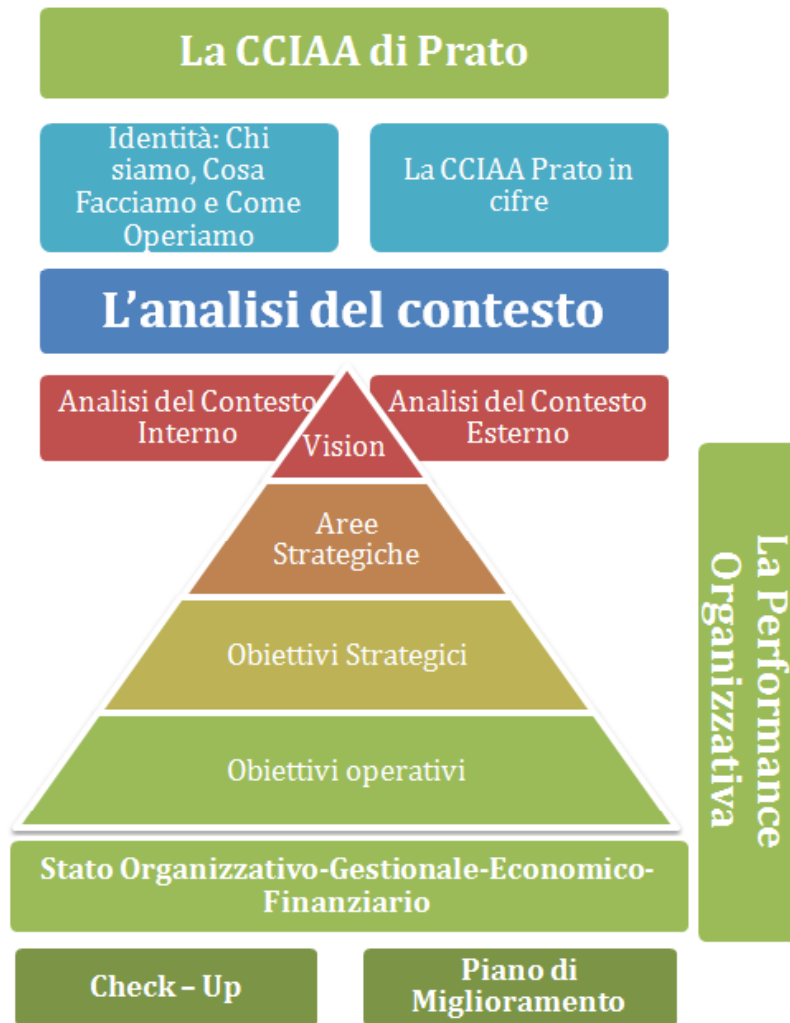 La CCIAA di Prato
Identità: Chi
siamo, Cosa
Facciamo e Come
Operiamo
La CCIAA Prato in
cifre
L’analisi del contesto
Analisi del Contesto
Interno
Analisi del Contesto
Esterno
Vision
Aree
Strategiche
Obiettivi Strategici
Obiettivi operativi
La Performance
Organizzativa
Stato Organizzativo-Gestionale-Economico-
Finanziario
Check – Up
Piano di
Miglioramento